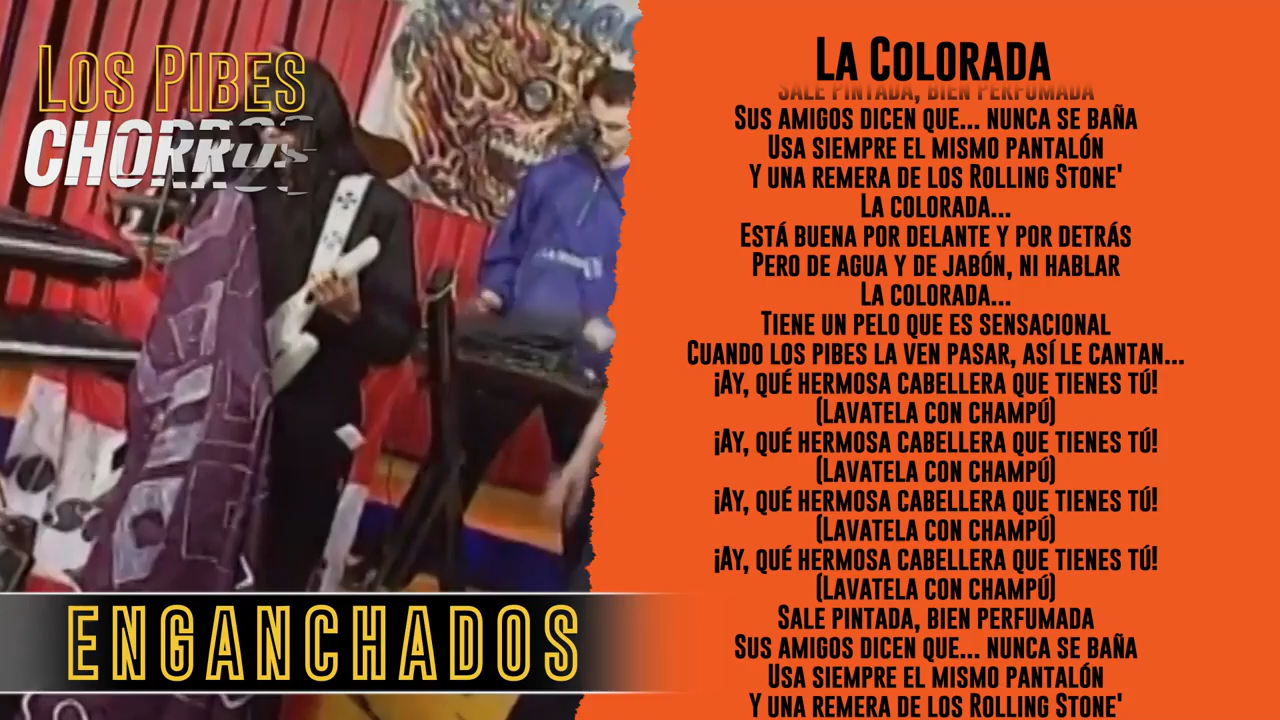 Los Pibes
CHORROS
ENGANCHADOS
La Colorada
Sale pintada, bien perfumada
Sus amigos dicen que... nunca se baña
Usa siempre el mismo pantalón
Y una remera de los Rolling Stone'
La colorada...
Está buena por delante y por detrás
Pero de agua y de jabón, ni hablar
La colorada...
Tiene un pelo que es sensacional
Cuando los pibes la ven pasar, así le cantan...
¡Ay, qué hermosa cabellera que tienes tú!
(Lavatela con champú)
¡Ay, qué hermosa cabellera que tienes tú!
(Lavatela con champú)
¡Ay, qué hermosa cabellera que tienes tú!
(Lavatela con champú)
¡Ay, qué hermosa cabellera que tienes tú!
(Lavatela con champú)
Sale pintada, bien perfumada
Sus amigos dicen que... nunca se baña
Usa siempre el mismo pantalón
Y una remera de los Rolling Stone'